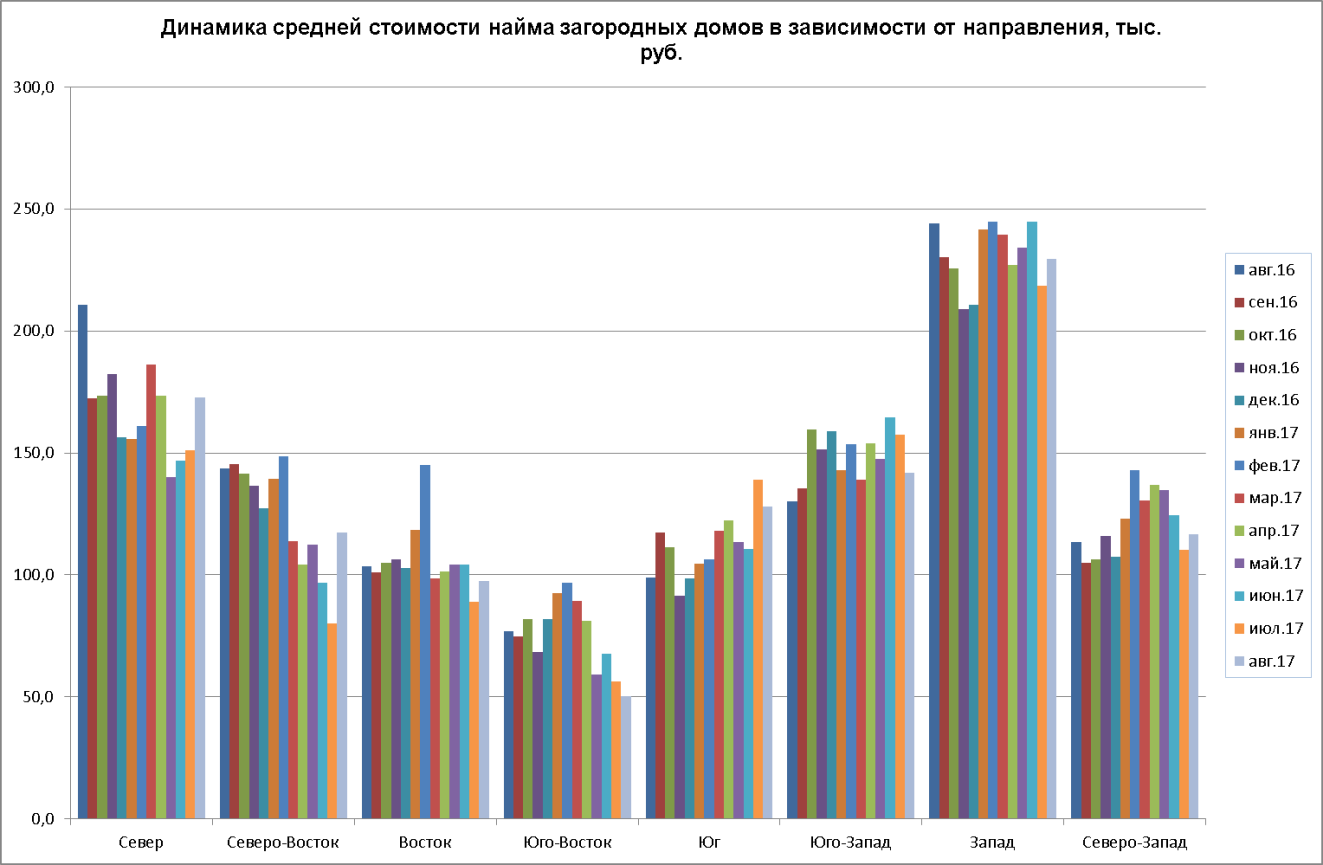 Динамика средней стоимости найма загородных домов в зависимости от направления, тыс.
руб.
300,0
250,0
200,0
150,0
100,0
50,0
0,0
Север
Северо-Восток
Восток
Юго-Восток
Юг
Юго-Запад
Запад
Северо-Запад
авг.16
сен.16
окт.16
ноя.16
дек.16
янв.17
фев.17
мар.17
апр.17
май.17
июн.17
июл.17
авг.17